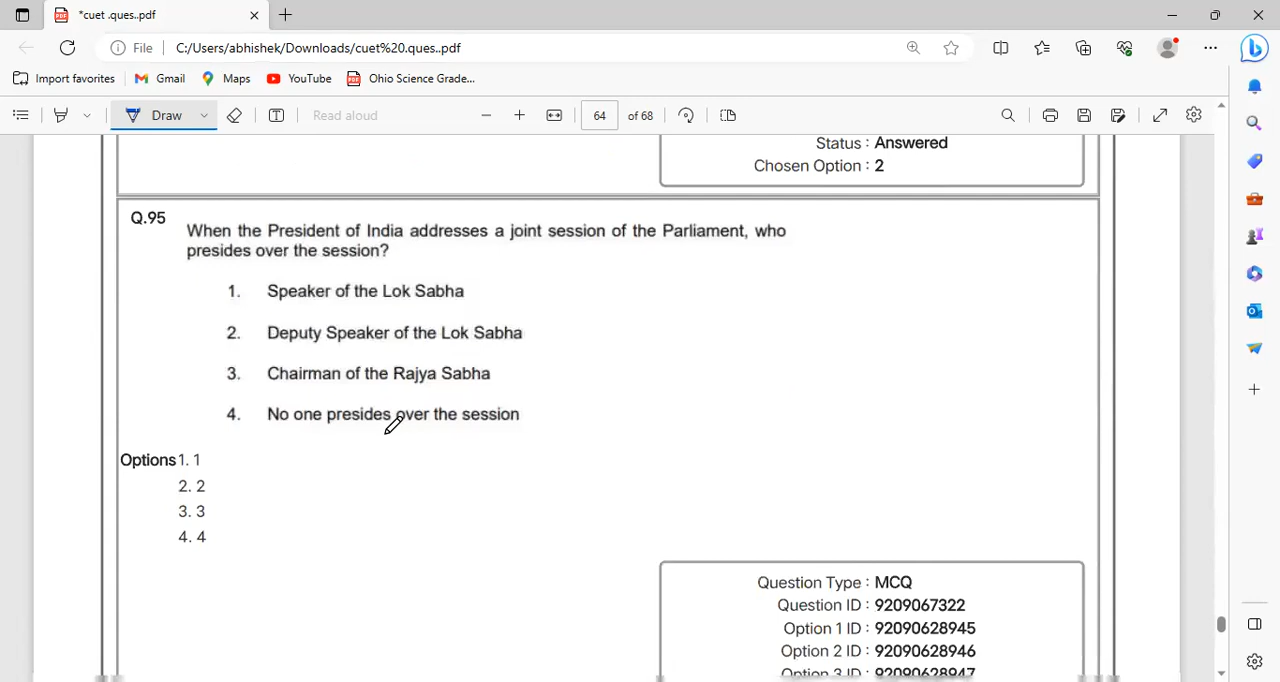 *cuet .ques..pdf
File C:/Users/abhishek/Downloads/cuet%20.ques..pdf
Import favorites Gmail Maps YouTube Ohio Science Grade...
Draw Read aloud 64 of 68
Status : Answered
Chosen Option : 2
Q.95
When the President of India addresses a joint session of the Parliament, who
presides over the session?
1. Speaker of the Lok Sabha
2. Deputy Speaker of the Lok Sabha
3. Chairman of the Rajya Sabha
4. No one presides over the session
Options 1. 1
2. 2
3. 3
4. 4
Question Type : MCQ
Question ID : 9209067322
Option 1 ID : 92090628945
Option 2 ID : 92090628946
Option 3 ID : 92090628947